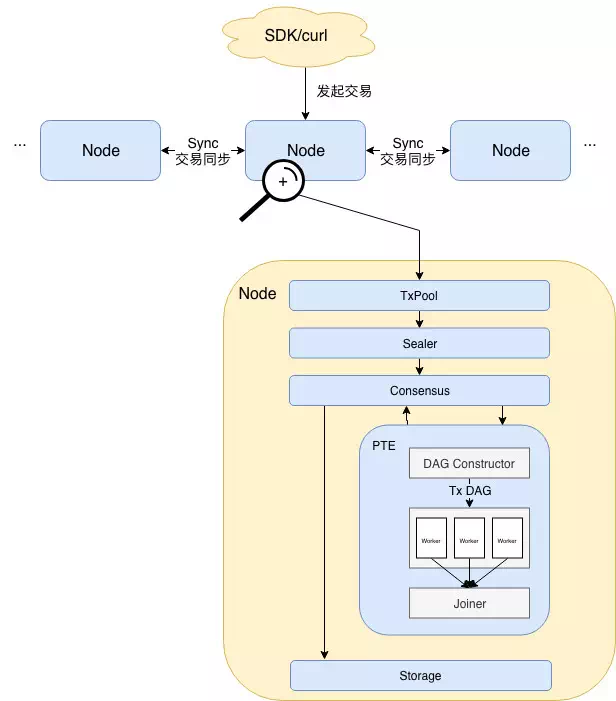 SDK/curl
发起交易
...
Node
Sync
交易同步
Node
Sync
交易同步
Node
...
+
Node
TxPool
Sealer
Consensus
PTE
DAG Constructor
Tx DAG
Worker
Worker
Worker
Joiner
Storage